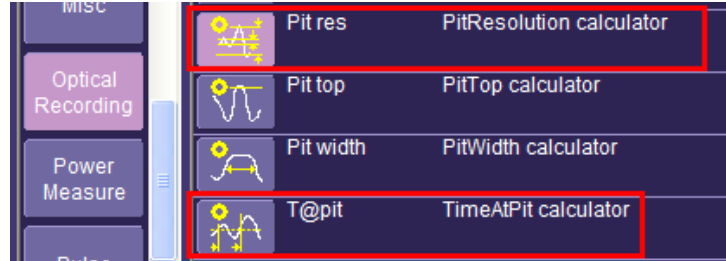 Misc
Optical
Recording
Power
Measure
Pit res PitResolution calculator
Pit top PitTop calculator
Pit width PitWidth calculator
T@pit TimeAtPit calculator